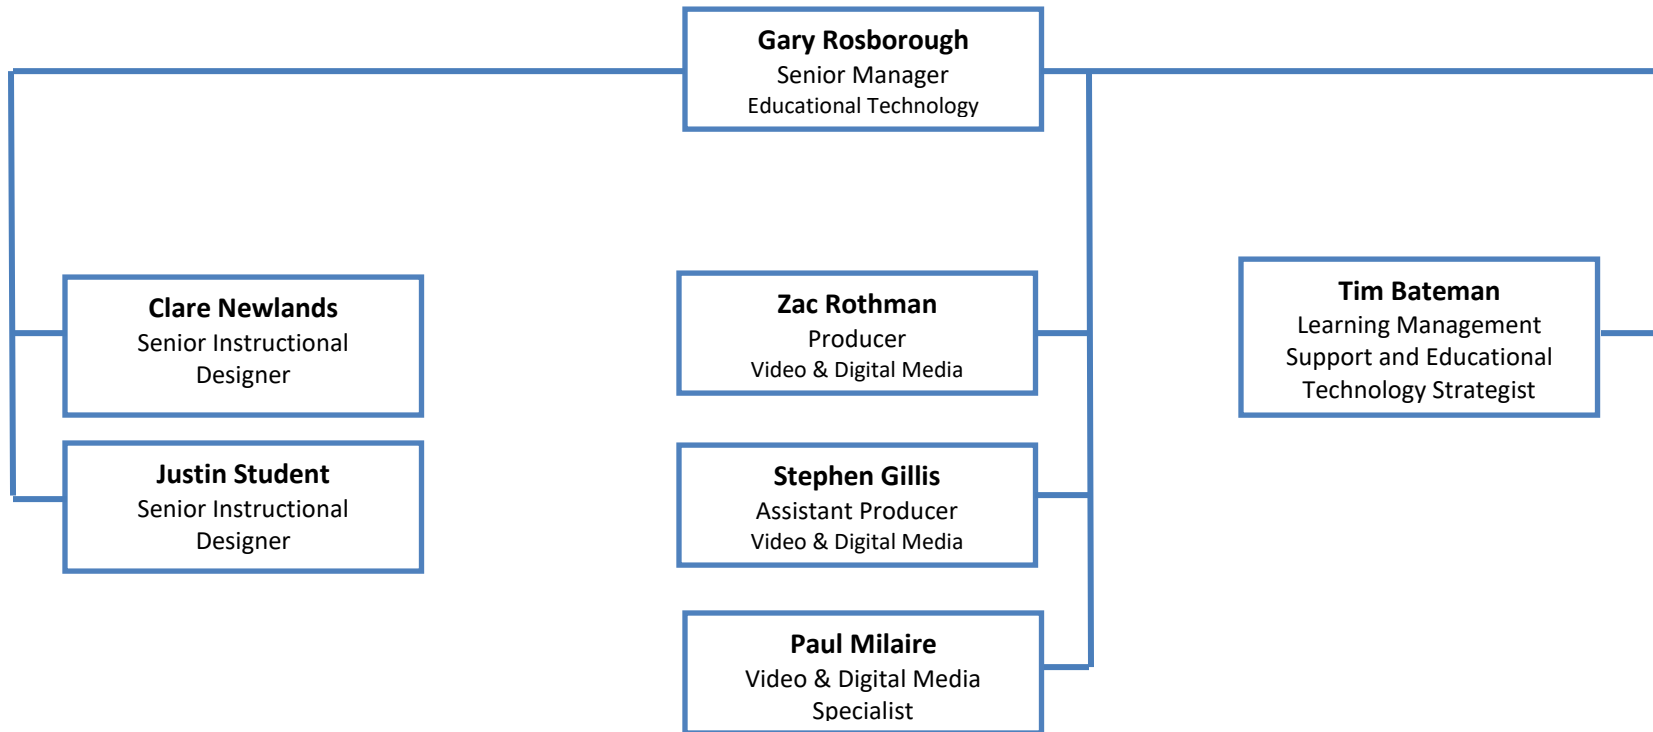 Gary Rosborough
Senior Manager
Educational Technology
Clare Newlands
Senior Instructional
Designer
Justin Student
Senior Instructional
Designer
Zac Rothman
Producer
Video & Digital Media
Stephen Gillis
Assistant Producer
Video & Digital Media
Paul Milaire
Video & Digital Media
Specialist
Tim Bateman
Learning Management
Support and Educational
Technology Strategist